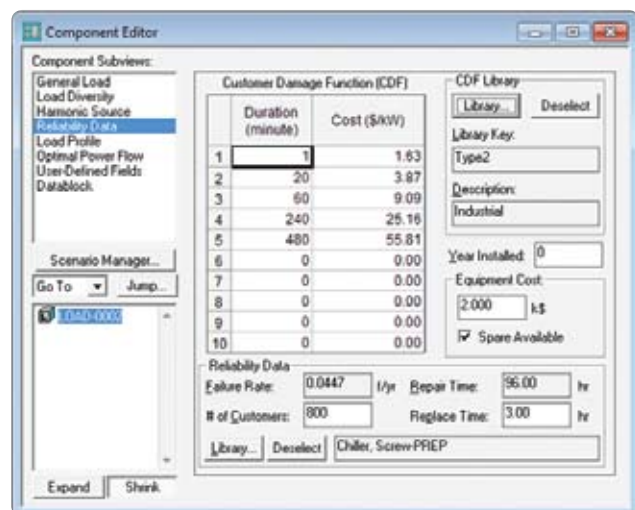 Component Editor
Component Subviews:
General Load
Load Diversity
Harmonic Source
Reliability Data
Load Profile
Optimal Power Flow
User-Defined Fields
Datablock
Scenario Manager...
Go To
Jump...
LOAD-0002
Expand
Shrink
Customer Damage Function (CDF)
Duration (minute) Cost ($/kW)
1 1 1.63
2 20 3.87
3 60 9.09
4 240 25.16
5 480 55.81
6 0 0.00
7 0 0.00
8 0 0.00
9 0 0.00
10 0 0.00
CDF Library
Library... Deselect
Library Key:
Type2
Description:
Industrial
Year Installed: 0
Equipment Cost
2.000 k$
Spare Available
Reliability Data
Failure Rate: 0.0447 f/yr Repair Time: 96.00 hr
# of Customers: 800 Replace Time: 3.00 hr
Library... Deselect Chiller, Screw-PREP